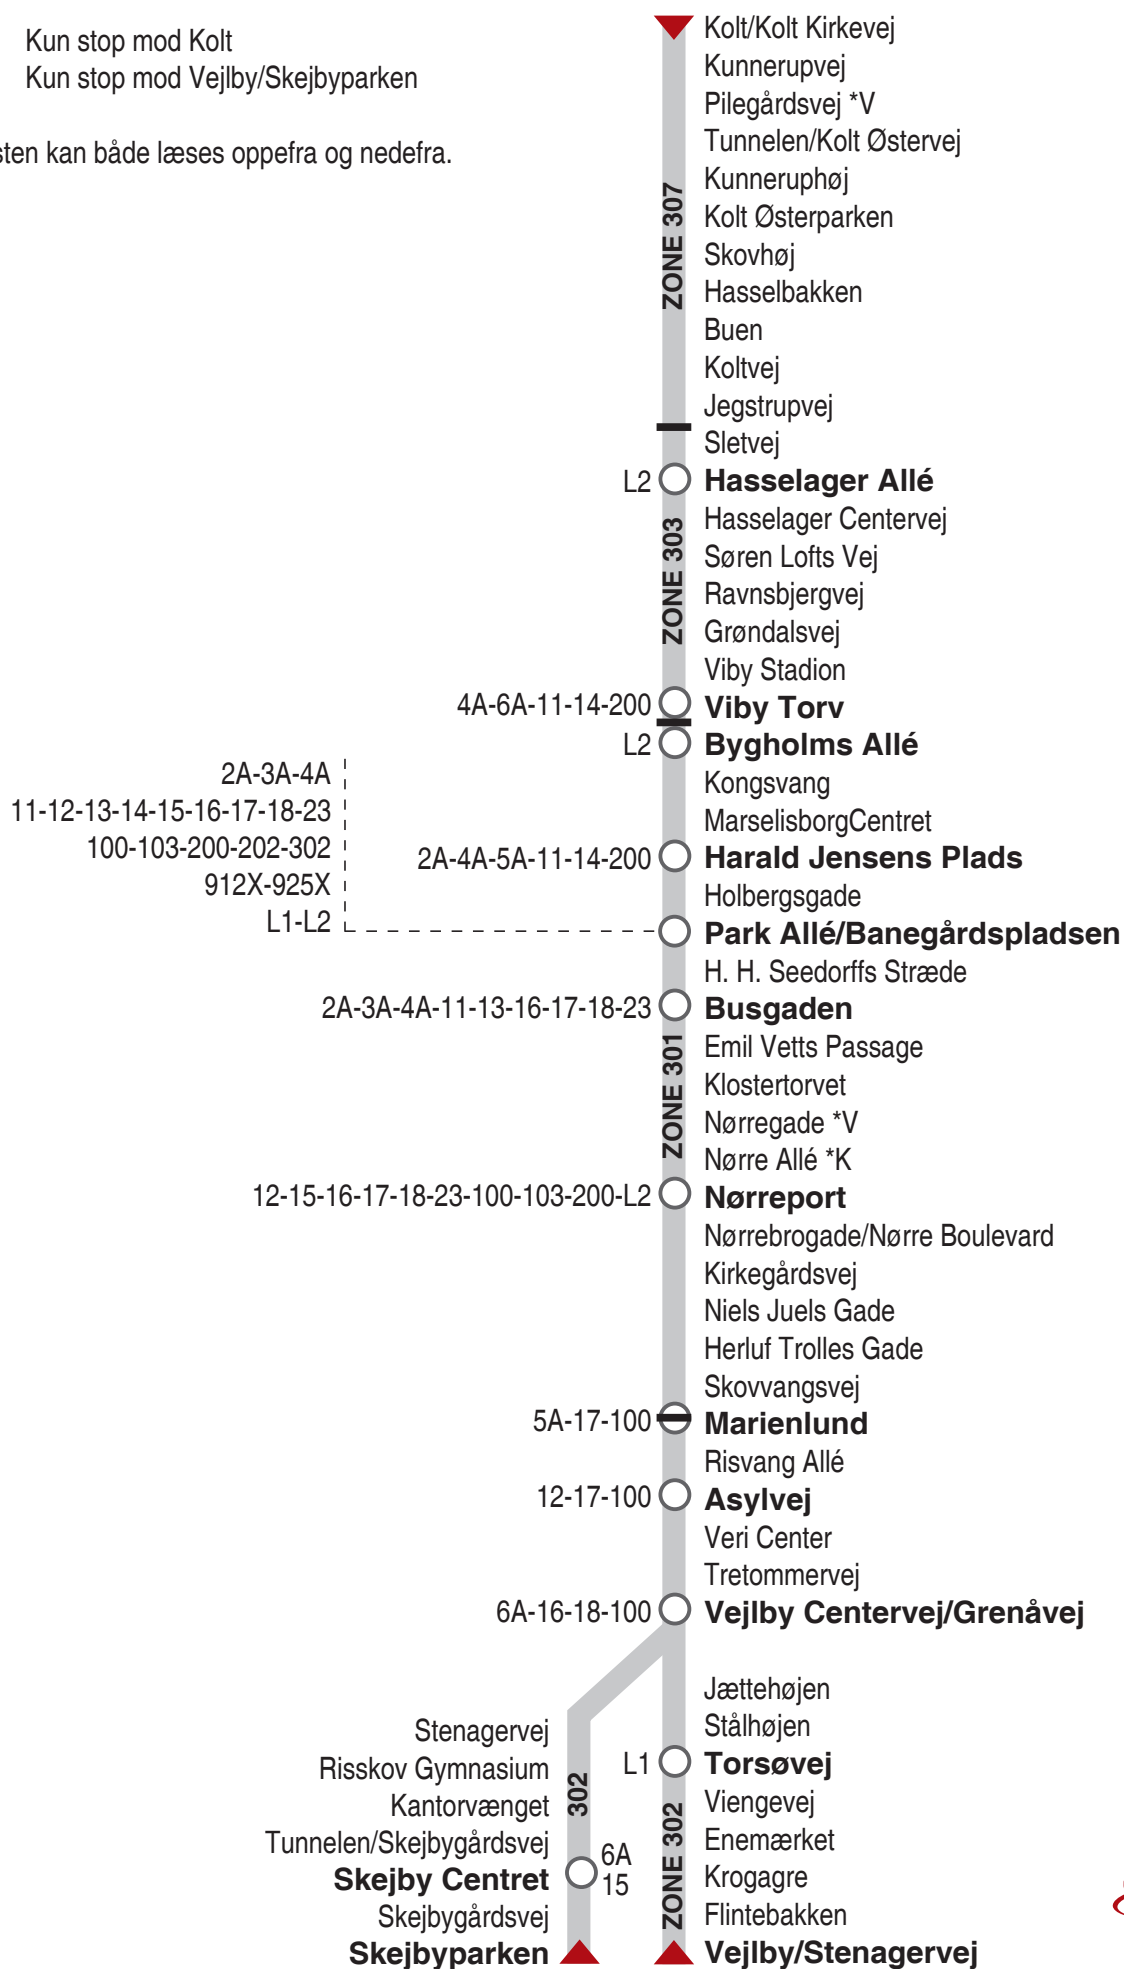 Kun stop mod Kolt
Kun stop mod Vejlby/Skejbyparken
sten kan både læses oppefra og nedefra.
Kolt/Kolt Kirkevej
Kunnerupvej
Pilegårdsvej *V
Tunnelen/Kolt Østervej
Kunneruphøj
Kolt Østerparken
Skovhøj
Hasselbakken
Buen
Koltvej
Jegstrupvej
ZONE 307
Sletvej
L2 Hasselager Allé
Hasselager Centervej
Søren Lofts Vej
Ravnsbjergvej
Grøndalsvej
Viby Stadion
ZONE 303
4A-6A-11-14-200 Viby Torv
L2 Bygholms Allé
Kongsvang
MarselisborgCentret
2A-4A-5A-11-14-200 Harald Jensens Plads
Holbergsgade
2A-3A-4A
11-12-13-14-15-16-17-18-23
100-103-200-202-302
912X-925X
L1-L2
Park Allé/Banegårdspladsen
H. H. Seedorffs Stræde
2A-3A-4A-11-13-16-17-18-23 Busgaden
Emil Vetts Passage
Klostertorvet
Nørregade *V
Nørre Allé *K
ZONE 301
12-15-16-17-18-23-100-103-200-L2 Nørreport
Nørrebrogade/Nørre Boulevard
Kirkegårdsvej
Niels Juels Gade
Herluf Trolles Gade
Skovvangsvej
5A-17-100 Marienlund
Risvang Allé
12-17-100 Asylvej
Veri Center
Tretommervej
6A-16-18-100 Vejlby Centervej/Grenåvej
Jættehøjen
Stålhøjen
L1 Torsøvej
Viengevej
Enemærket
Krogagre
Flintebakken
ZONE 302
Vejlby/Stenagervej
Stenagervej
Risskov Gymnasium
Kantorvænget
Tunnelen/Skejbygårdsvej
302
Skejby Centret 6A
15
Skejbygårdsvej
Skejbyparken